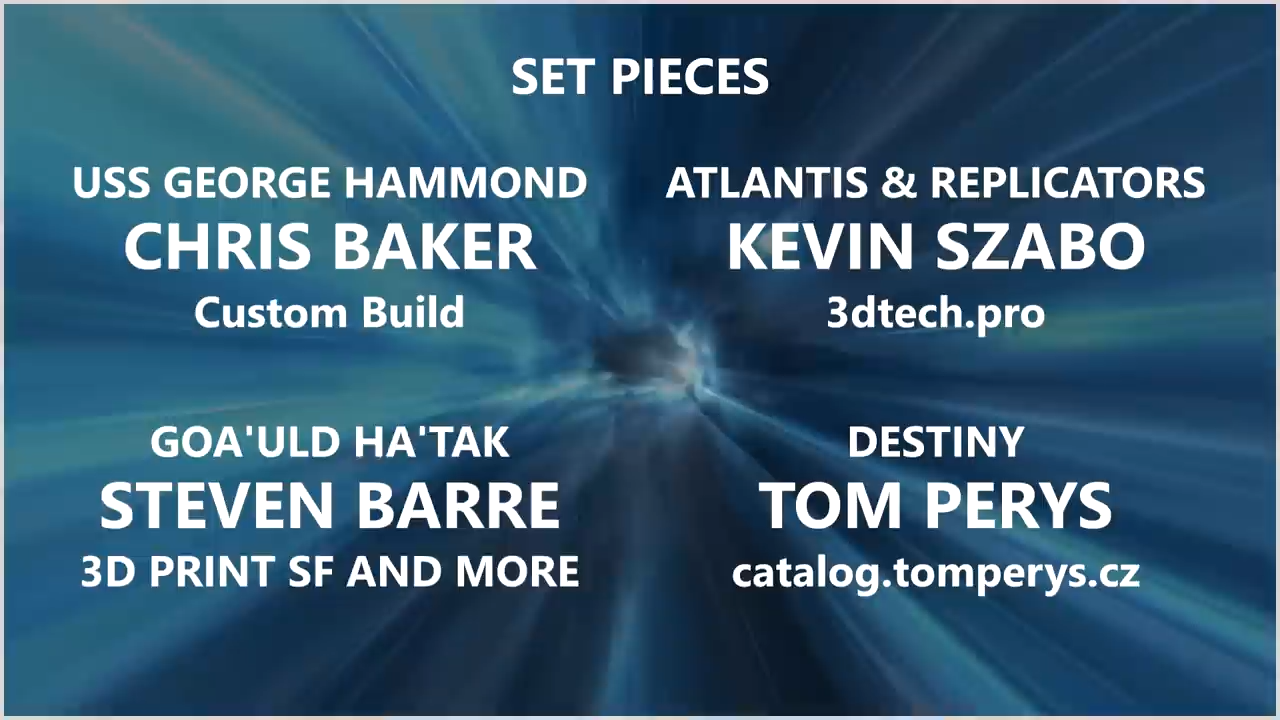 SET PIECES
USS GEORGE HAMMOND
CHRIS BAKER
Custom Build
ATLANTIS & REPLICATORS
KEVIN SZABO
3dtech.pro
GOA'ULD HA'TAK
STEVEN BARRE
3D PRINT SF AND MORE
DESTINY
TOM PERYS
catalog.tomperys.cz